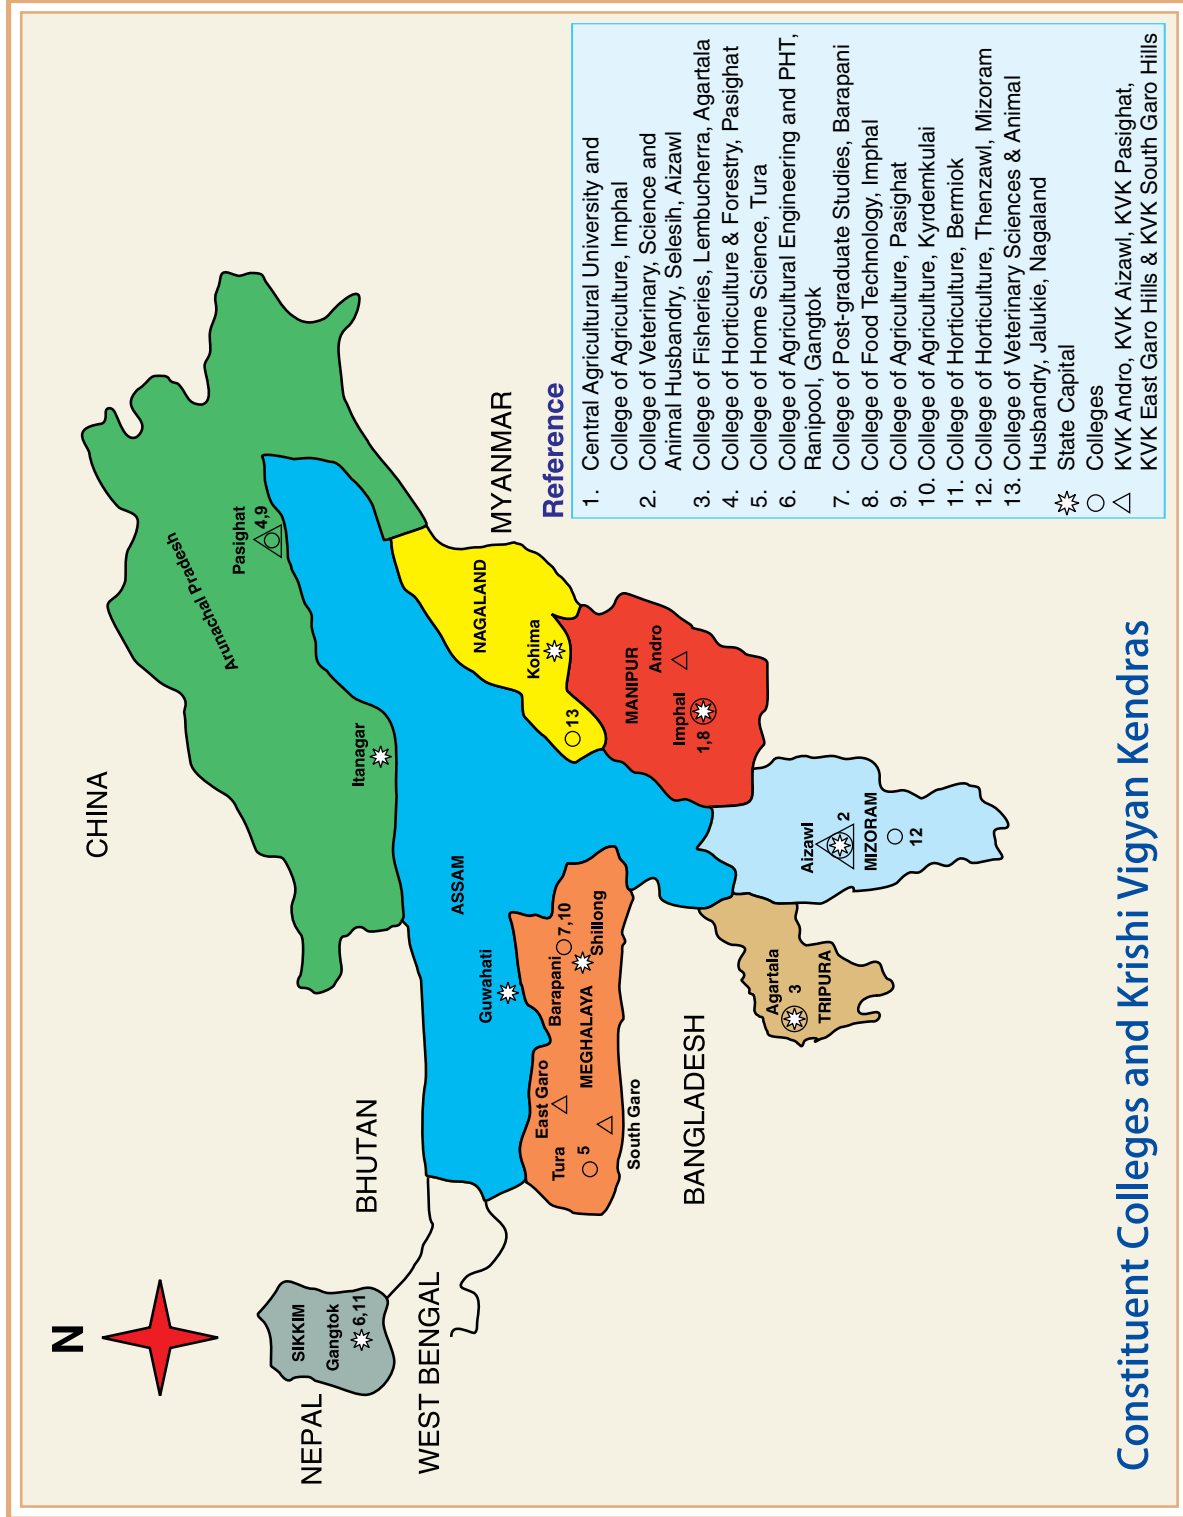 N
CHINA
NEPAL
BHUTAN
WEST BENGAL
BANGLADESH
MYANMAR
SIKKIM
Gangtok
6,11
Arunachal Pradesh
Pasighat
4,9
Itanagar
ASSAM
Guwahati
NAGALAND
Kohima
13
MANIPUR
Andro
Imphal
1,8
Barapani
7,10
Shillong
MEGHALAYA
East Garo
Tura
5
South Garo
Aizawl
2
MIZORAM
12
Agartala
3
TRIPURA
Reference
1. Central Agricultural University and
College of Agriculture, Imphal
2. College of Veterinary, Science and
Animal Husbandry, Selesih, Aizawl
3. College of Fisheries, Lembucherra, Agartala
4. College of Horticulture & Forestry, Pasighat
5. College of Home Science, Tura
6. College of Agricultural Engineering and PHT,
Ranipool, Gangtok
7. College of Post-graduate Studies, Barapani
8. College of Food Technology, Imphal
9. College of Agriculture, Pasighat
10. College of Agriculture, Kyrdemkulai
11. College of Horticulture, Bermiok
12. College of Horticulture, Thenzawl, Mizoram
13. College of Veterinary Sciences & Animal
Husbandry, Jalukie, Nagaland
State Capital
Colleges
KVK Andro, KVK Aizawl, KVK Pasighat,
KVK East Garo Hills & KVK South Garo Hills
Constituent Colleges and Krishi Vigyan Kendras